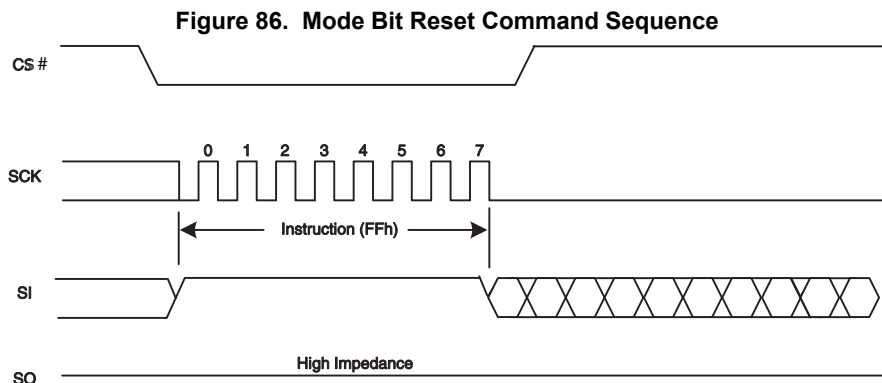 Figure 86. Mode Bit Reset Command Sequence
CS #
0 1 2 3 4 5 6 7
SCK
Instruction (FFh)
SI
High Impedance
SO